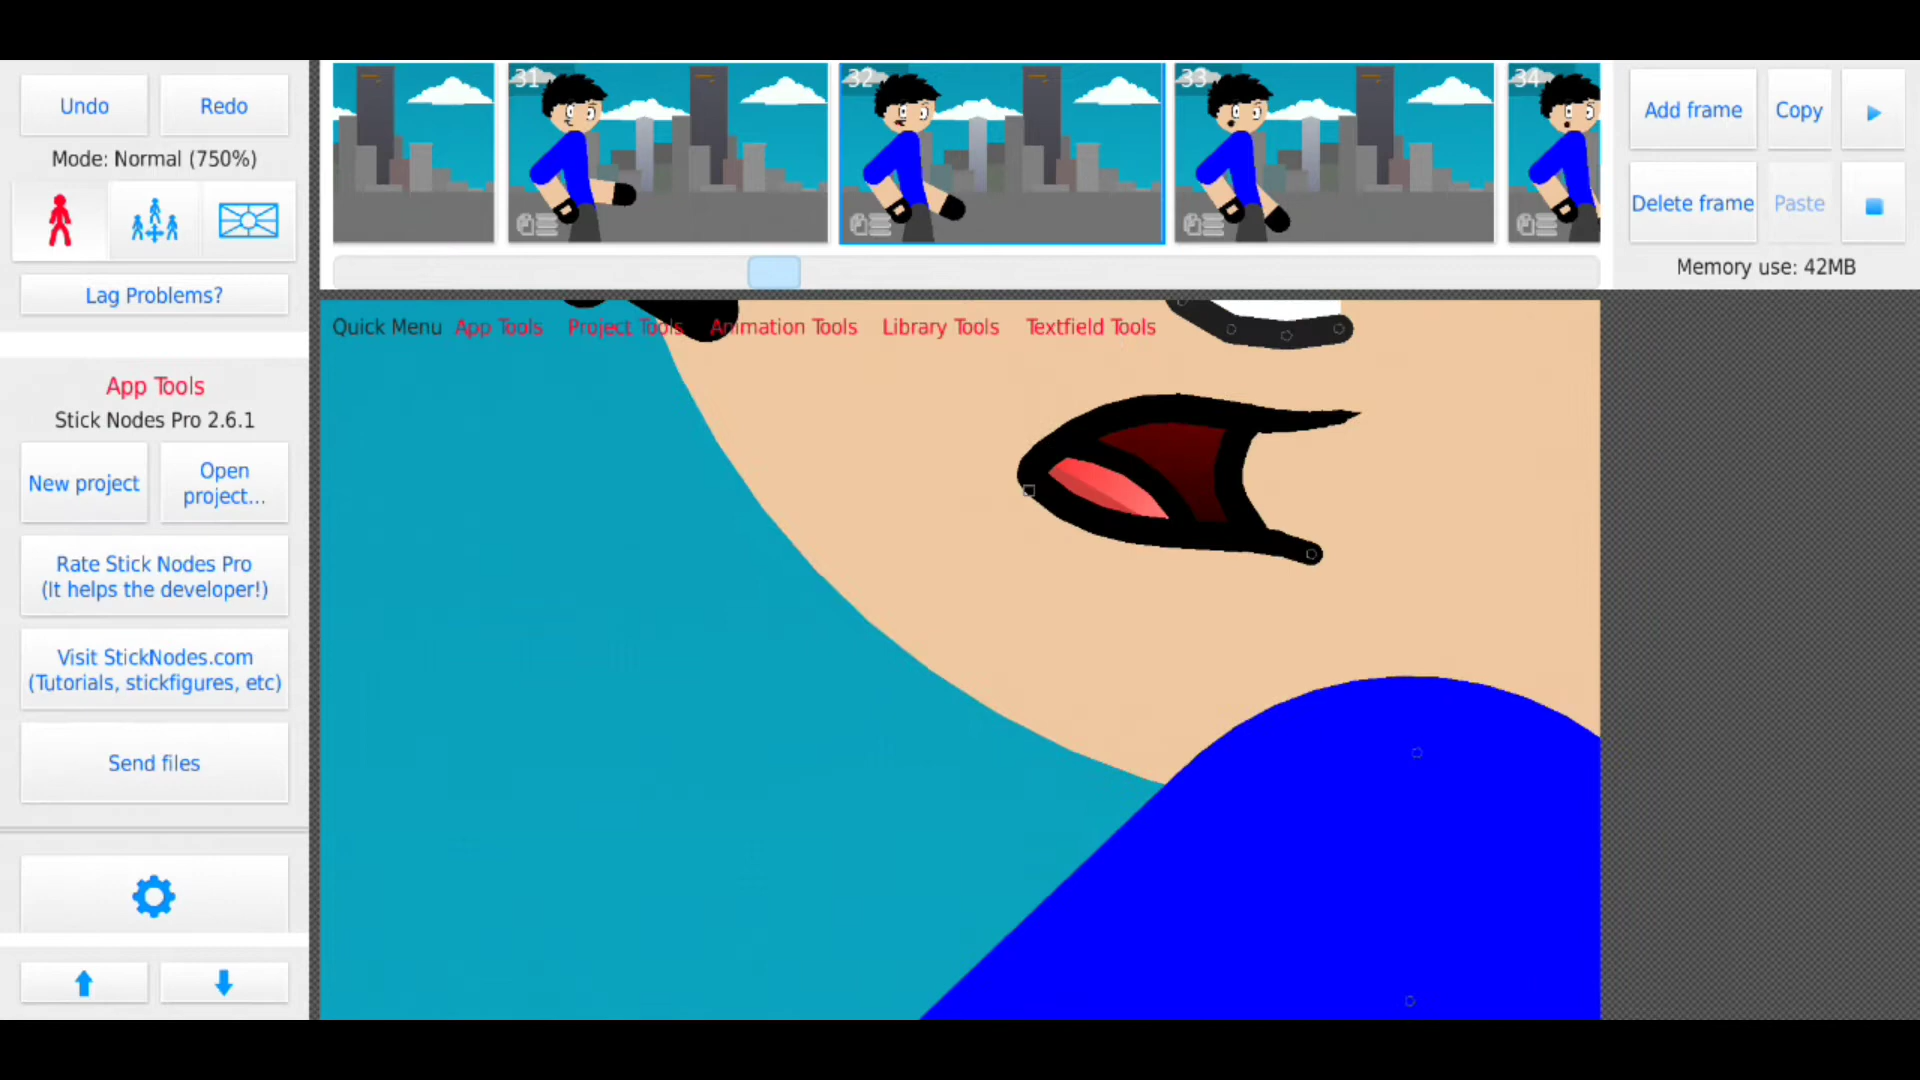 Undo
Redo
Mode: Normal (750%)
Lag Problems?
31
32
33
34
Add frame
Copy
Delete frame
Paste
Memory use: 42MB
Quick Menu App Tools Project Tools Animation Tools Library Tools Textfield Tools
App Tools
Stick Nodes Pro 2.6.1
New project
Open
project...
Rate Stick Nodes Pro
(It helps the developer!)
Visit StickNodes.com
(Tutorials, stickfigures, etc)
Send files